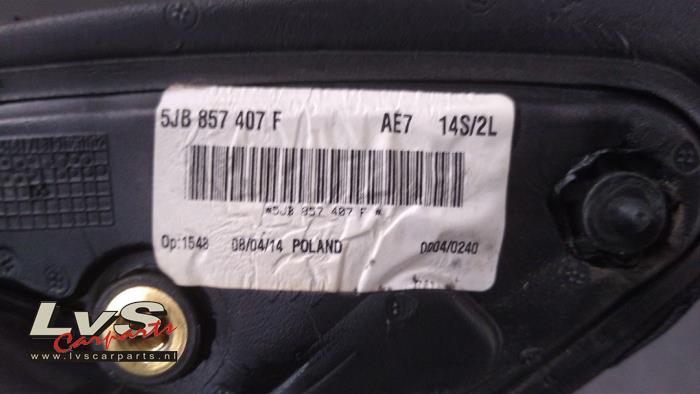 5JB 857 407 F AE7 14S/2L
*5JB 857 407 F *
Op:1548 08/04/14 POLAND D004/0240
LvS
Carparts
www.lvscarparts.nl